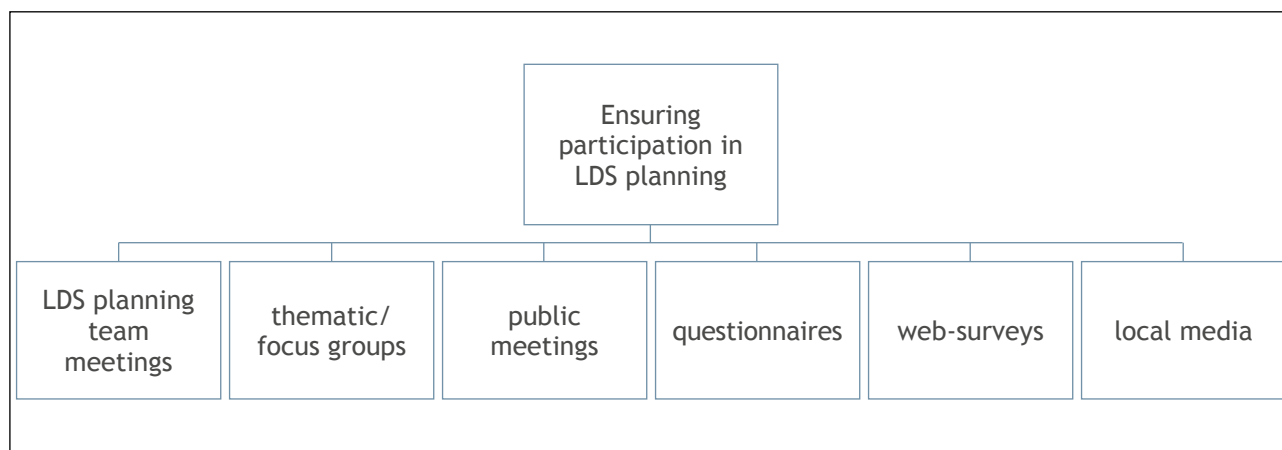 Ensuring
participation in
LDS planning
LDS planning
team
meetings
thematic/
focus groups
public
meetings
questionnaires
web-surveys
local media